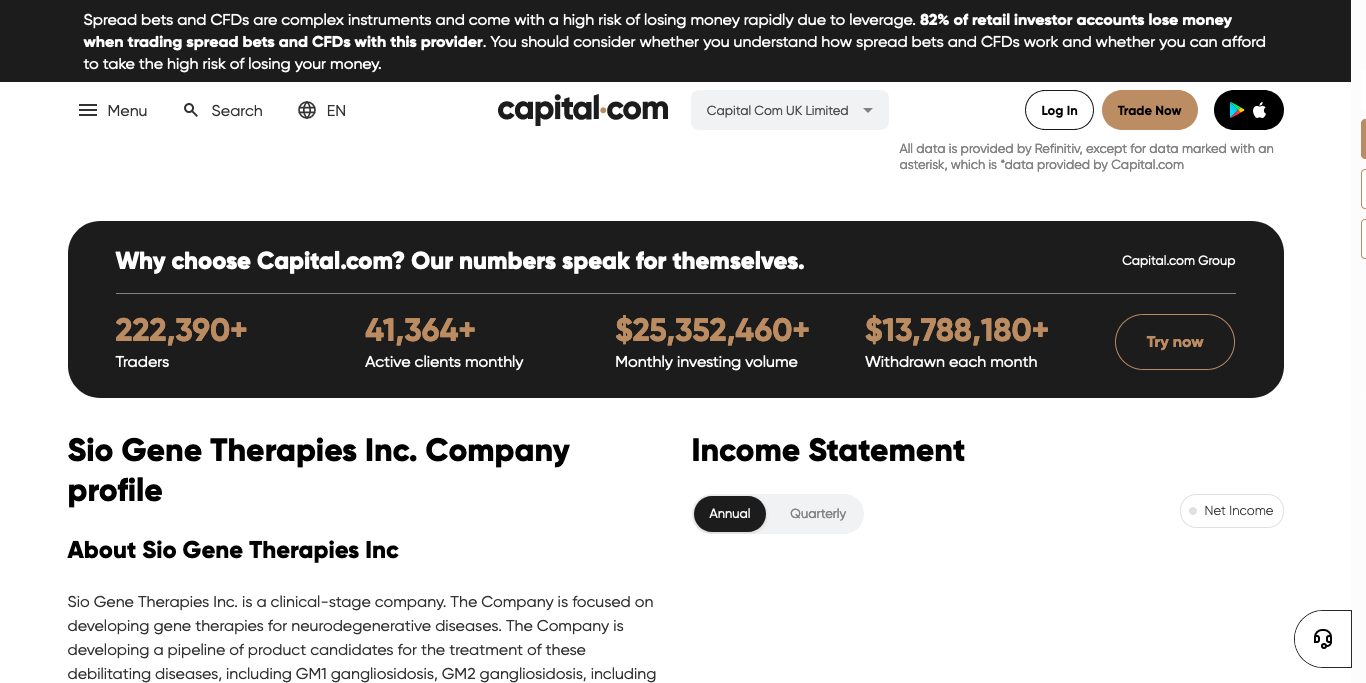 Spread bets and CFDs are complex instruments and come with a high risk of losing money rapidly due to leverage. 82% of retail investor accounts lose money
when trading spread bets and CFDs with this provider. You should consider whether you understand how spread bets and CFDs work and whether you can afford
to take the high risk of losing your money.
Menu
Search
EN
capital.com
Capital Com UK Limited
Log In
Trade Now
All data is provided by Refinitiv, except for data marked with an
asterisk, which is *data provided by Capital.com
Why choose Capital.com? Our numbers speak for themselves.
Capital.com Group
222,390+
Traders
41,364+
Active clients monthly
$25,352,460+
Monthly investing volume
$13,788,180+
Withdrawn each month
Try now
Sio Gene Therapies Inc. Company
profile
About Sio Gene Therapies Inc
Sio Gene Therapies Inc. is a clinical-stage company. The Company is focused on
developing gene therapies for neurodegenerative diseases. The Company is
developing a pipeline of product candidates for the treatment of these
debilitating diseases, including GM1 gangliosidosis, GM2 gangliosidosis, including
Income Statement
Annual
Quarterly
Net Income